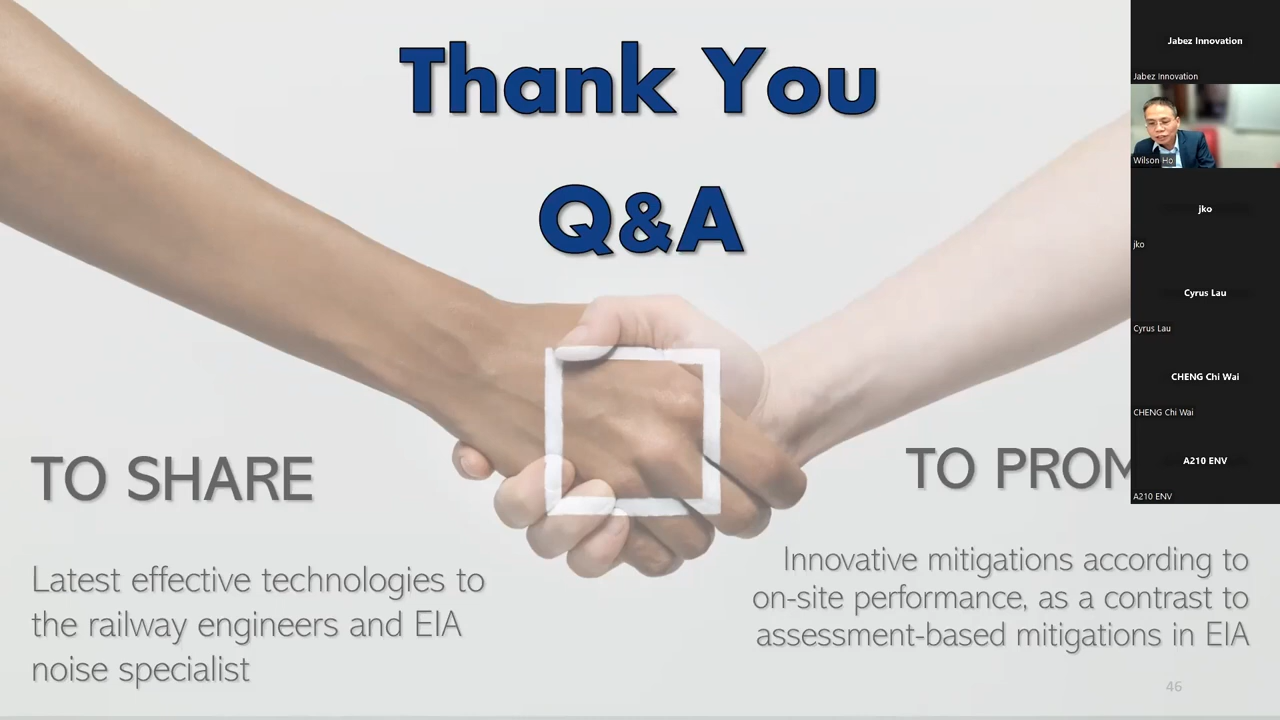 Thank You
Q&A
TO SHARE
Latest effective technologies to
the railway engineers and EIA
noise specialist
TO PROM
Innovative mitigations according to
on-site performance, as a contrast to
assessment-based mitigations in EIA
46
Jabez Innovation
Jabez Innovation
Wilson Ho
jko
jko
Cyrus Lau
Cyrus Lau
CHENG Chi Wai
CHENG Chi Wai
A210 ENV
A210 ENV